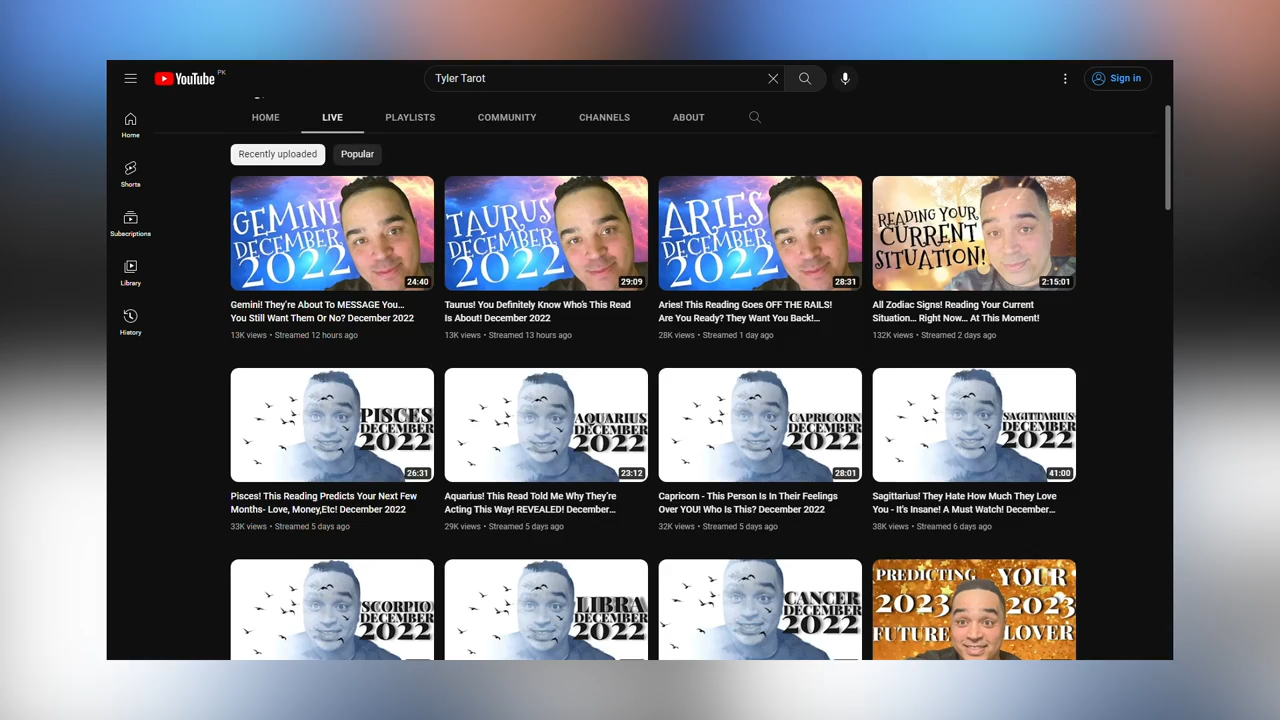 YouTube PK
Tyler Tarot
Sign in
HOME
LIVE
PLAYLISTS
COMMUNITY
CHANNELS
ABOUT
Home
Shorts
Subscriptions
Library
History
Recently uploaded
Popular
GEMINI
DECEMBER
2022
24:40
TAURUS
DECEMBER
2022
29:09
ARIES
DECEMBER
2022
28:31
READING YOUR
CURRENT
SITUATION!
2:15:01
Gemini! They're About To MESSAGE You...
You Still Want Them Or No? December 2022
13K views • Streamed 12 hours ago
Taurus! You Definitely Know Who's This Read
Is About! December 2022
13K views • Streamed 13 hours ago
Aries! This Reading Goes OFF THE RAILS!
Are You Ready? They Want You Back!...
28K views • Streamed 1 day ago
All Zodiac Signs! Reading Your Current
Situation... Right Now... At This Moment!
132K views • Streamed 2 days ago
PISCES
DECEMBER
2022
26:31
AQUARIUS
DECEMBER
2022
23:12
CAPRICORN
DECEMBER
2022
28:01
SAGITTARIUS
DECEMBER
2022
41:00
Pisces! This Reading Predicts Your Next Few
Months- Love, Money,Etc! December 2022
33K views • Streamed 5 days ago
Aquarius! This Read Told Me Why They're
Acting This Way! REVEALED! December...
29K views • Streamed 5 days ago
Capricorn - This Person Is In Their Feelings
Over YOU! Who Is This? December 2022
32K views • Streamed 5 days ago
Sagittarius! They Hate How Much They Love
You - It's Insane! A Must Watch! December...
38K views • Streamed 6 days ago
SCORPIO
DECEMBER
2022
LIBRA
DECEMBER
2022
CANCER
DECEMBER
2022
PREDICTING YOUR
2023 2023
FUTURE LOVER